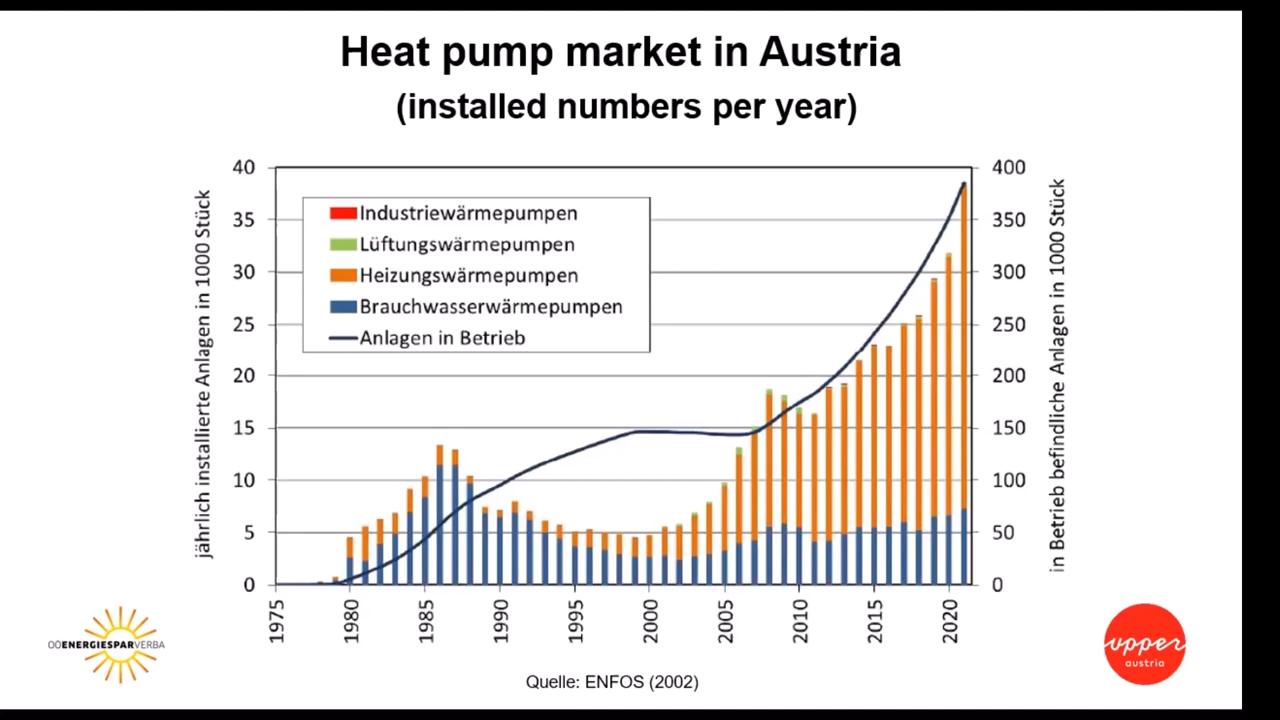 Heat pump market in Austria
(installed numbers per year)
jährlich installierte Anlagen in 1000 Stück
40
35
30
25
20
15
10
5
0
Industriewärmepumpen
Lüftungswärmepumpen
Heizungswärmepumpen
Brauchwasserwärmepumpen
Anlagen in Betrieb
400
350
300
250
200
150
100
50
0
in Betrieb befindliche Anlagen in 1000 Stück
1975
1980
1985
1990
1995
2000
2005
2010
2015
2020
OÖENERGIESPARVERBA
upper
austria
Quelle: ENFOS (2002)